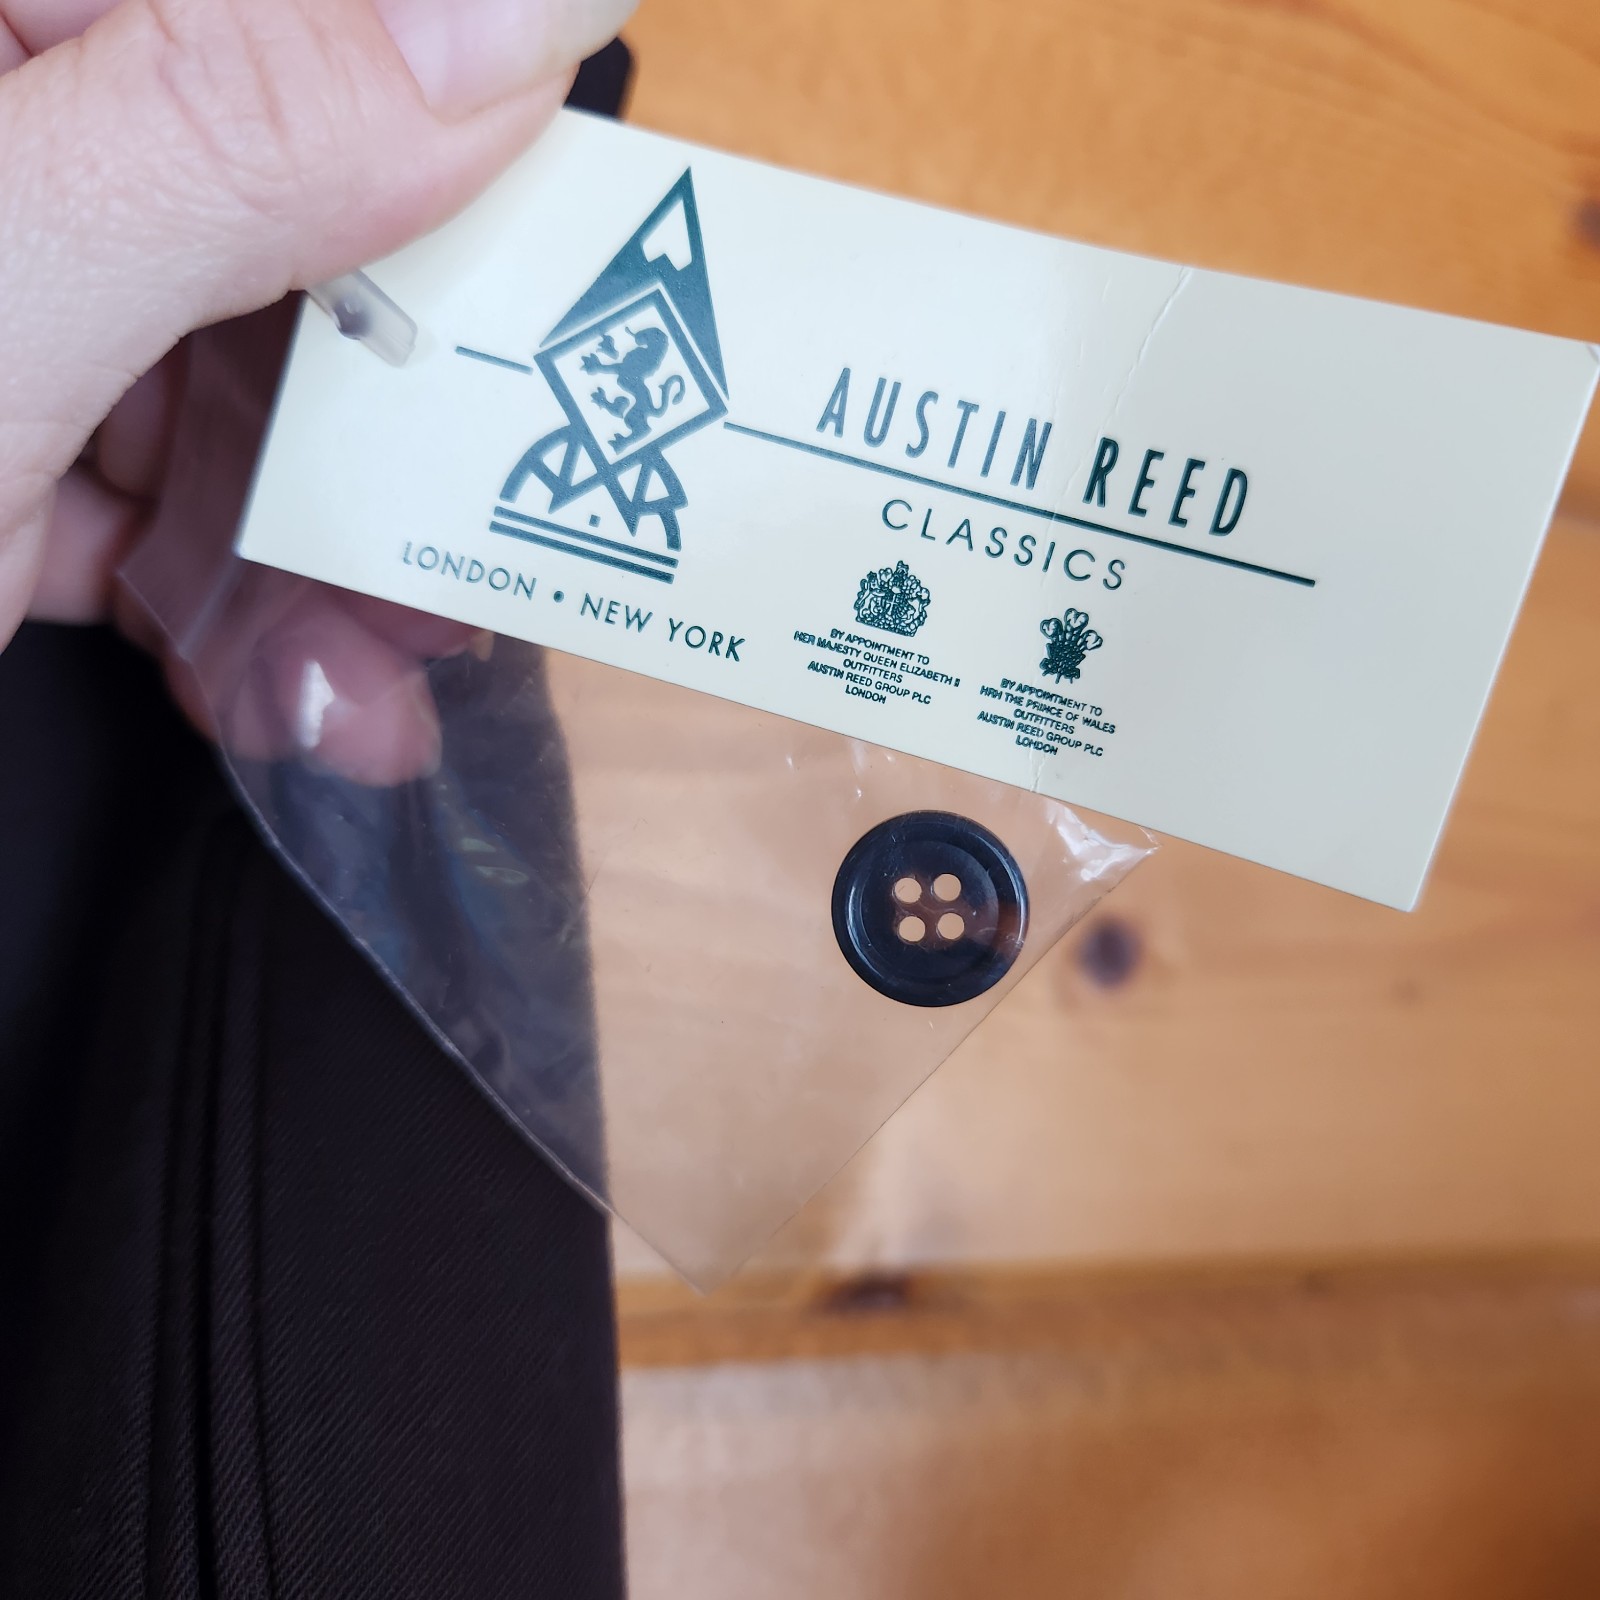 AUSTIN REED
CLASSICS
LONDON • NEW YORK
BY APPOINTMENT TO
HER MAJESTY QUEEN ELIZABETH II
OUTFITTERS
AUSTIN REED GROUP PLC
LONDON
BY APPOINTMENT TO
HRH THE PRINCE OF WALES
OUTFITTERS
AUSTIN REED GROUP PLC
LONDON